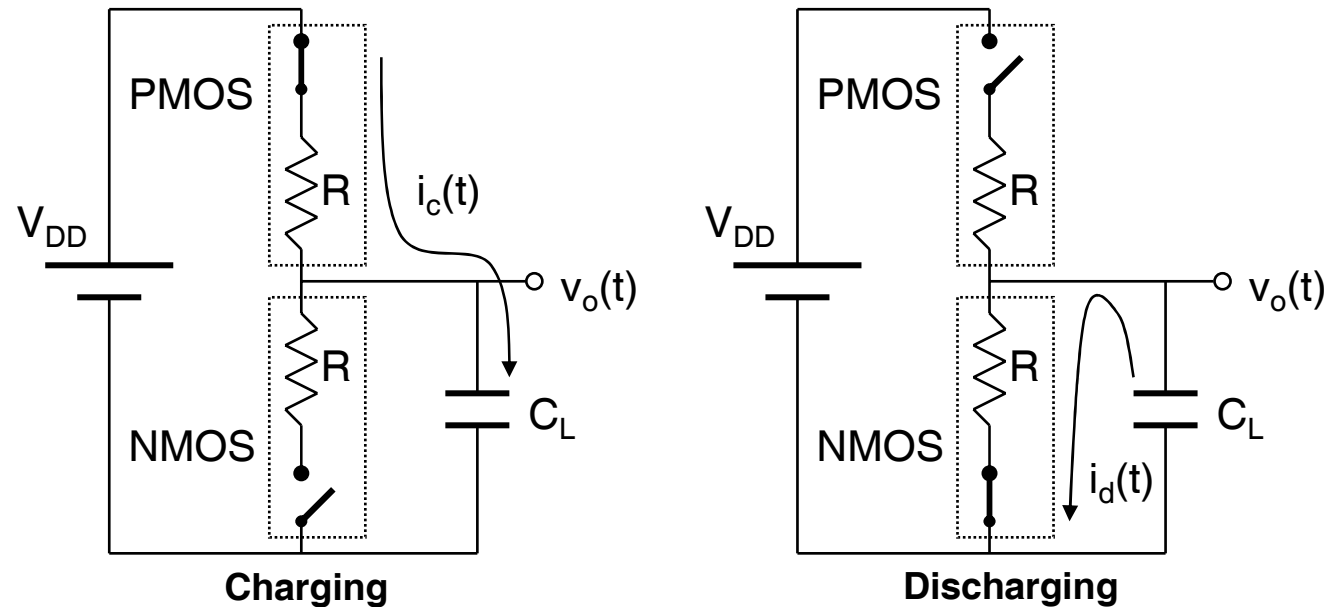 PMOS
R
i_c(t)
V_DD
v_o(t)
R
C_L
NMOS
Charging
PMOS
R
V_DD
v_o(t)
R
C_L
NMOS
i_d(t)
Discharging